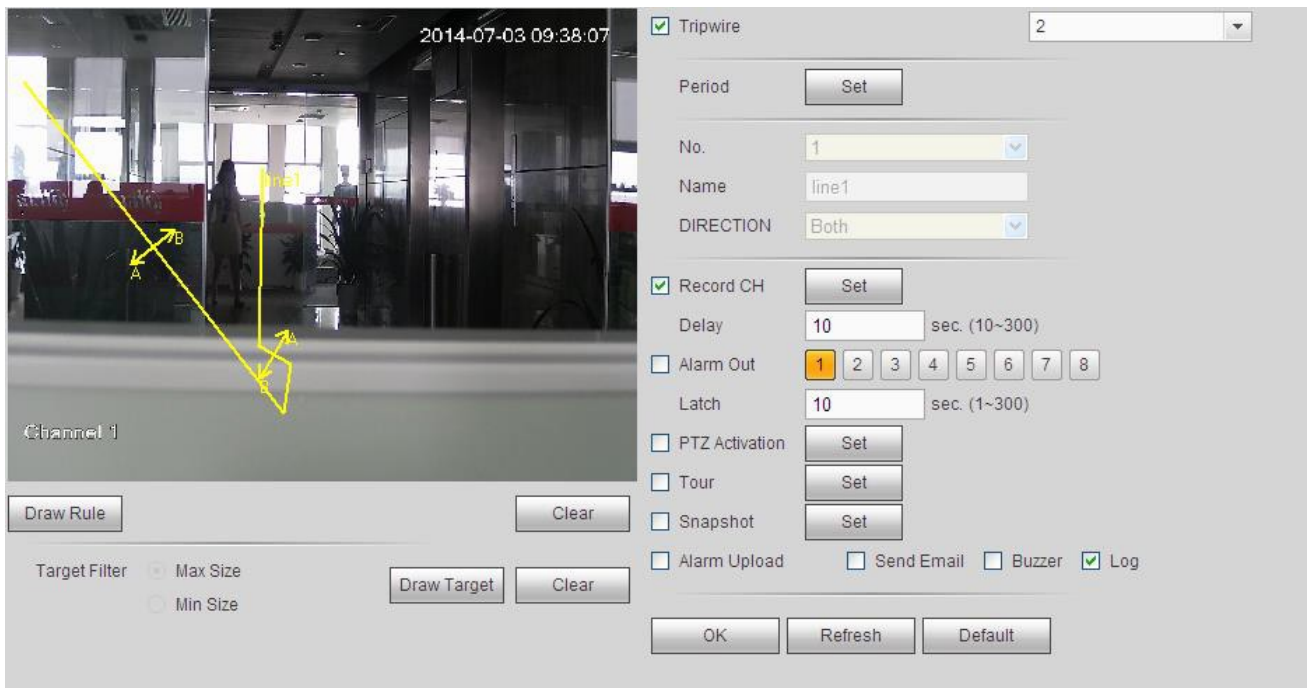 2014-07-03 09:38:07
line1
B
A
A
B
Channel 1
Draw Rule
Clear
Target Filter
Max Size
Min Size
Draw Target
Clear
Tripwire
2
Period
Set
No.
1
Name
line1
DIRECTION
Both
Record CH
Set
Delay
10
sec. (10~300)
Alarm Out
1 2 3 4 5 6 7 8
Latch
10
sec. (1~300)
PTZ Activation
Set
Tour
Set
Snapshot
Set
Alarm Upload
Send Email
Buzzer
Log
OK
Refresh
Default